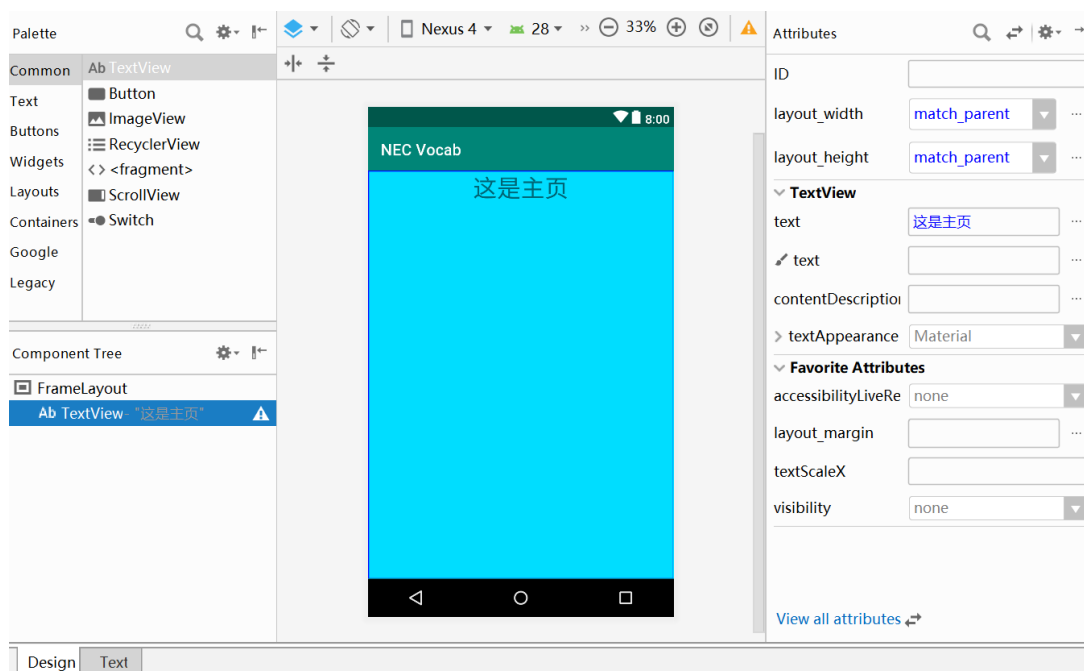 Palette
Nexus 4
28
33%
Attributes
Common
Text
Buttons
Widgets
Layouts
Containers
Google
Legacy
Ab TextView
Button
ImageView
RecyclerView
<> <fragment>
ScrollView
Switch
Component Tree
FrameLayout
Ab TextView- "这是主页"
8:00
NEC Vocab
这是主页
ID
layout_width match_parent ...
layout_height match_parent ...
TextView
text 这是主页 ...
text ...
contentDescription ...
textAppearance Material
Favorite Attributes
accessibilityLiveRe none
layout_margin ...
textScaleX
visibility none
View all attributes
Design Text